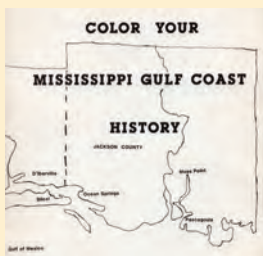 COLOR YOUR
MISSISSIPPI GULF COAST
HISTORY
JACKSON COUNTY
D'Iberville
Moss Point
Ocean Springs
Biloxi
Pascagoula
Gulf of Mexico